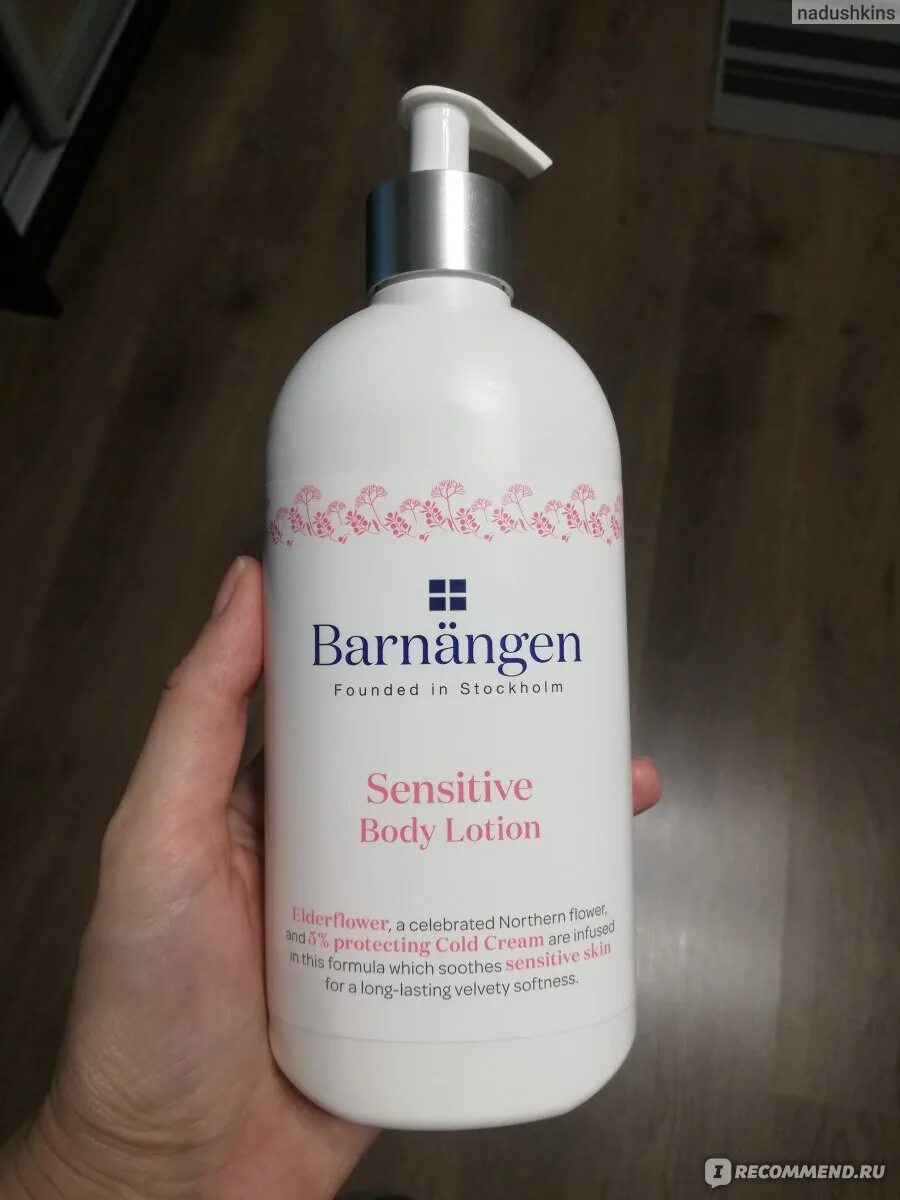 nadushkins
Barnängen
Founded in Stockholm
Sensitive
Body Lotion
Elderflower, a celebrated Northern flower,
and 5% protecting Cold Cream are infused
in this formula which soothes sensitive skin
for a long-lasting velvety softness.
IRECOMMEND.RU